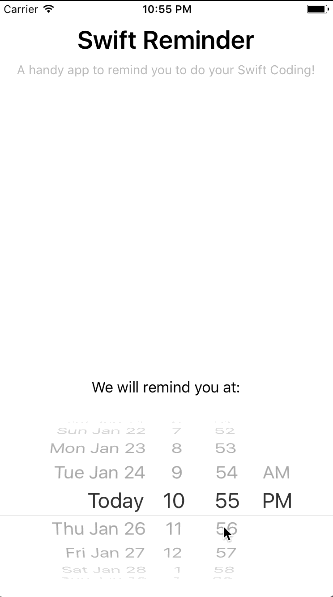 Carrier 10:55 PM
Swift Reminder
A handy app to remind you to do your Swift Coding!
We will remind you at:
Sun Jan 22 7 52
Mon Jan 23 8 53
Tue Jan 24 9 54 AM
Today 10 55 PM
Thu Jan 26 11 56
Fri Jan 27 12 57
Sat Jan 28 1 58